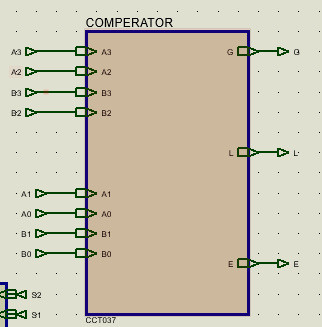 COMPERATOR
A3 A3 G G
A2 A2
B3 B3
B2 B2
L L
A1 A1
A0 A0
B1 B1
B0 B0
E E
S2
S1
CCT037